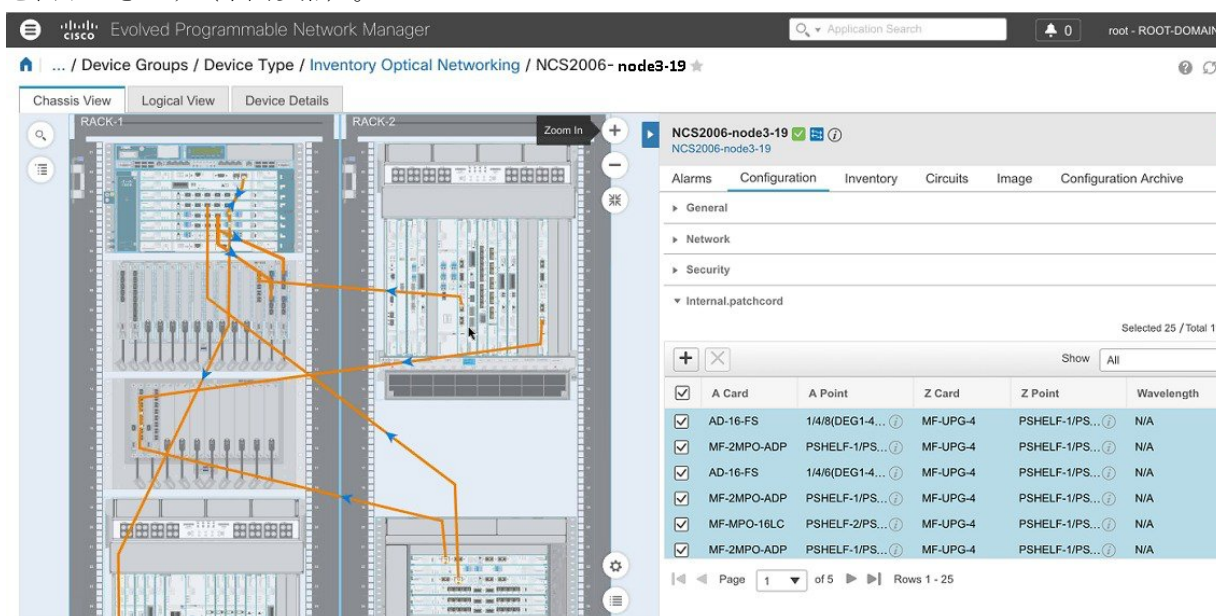 cisco Evolved Programmable Network Manager
Application Search
0
root - ROOT-DOMAIN
... / Device Groups / Device Type / Inventory Optical Networking / NCS2006- node3-19
Chassis View Logical View Device Details
RACK-1
RACK-2
Zoom In
NCS2006-node3-19
NCS2006-node3-19
Alarms Configuration Inventory Circuits Image Configuration Archive
General
Network
Security
Internal.patchcord
Selected 25 / Total 1
Show All
A Card A Point Z Card Z Point Wavelength
AD-16-FS 1/4/8(DEG1-4... MF-UPG-4 PSHELF-1/PS... N/A
MF-2MPO-ADP PSHELF-1/PS... MF-UPG-4 PSHELF-1/PS... N/A
AD-16-FS 1/4/6(DEG1-4... MF-UPG-4 PSHELF-1/PS... N/A
MF-2MPO-ADP PSHELF-1/PS... MF-UPG-4 PSHELF-1/PS... N/A
MF-MPO-16LC PSHELF-2/PS... MF-UPG-4 PSHELF-1/PS... N/A
MF-2MPO-ADP PSHELF-1/PS... MF-UPG-4 PSHELF-1/PS... N/A
Page 1 of 5 Rows 1 - 25